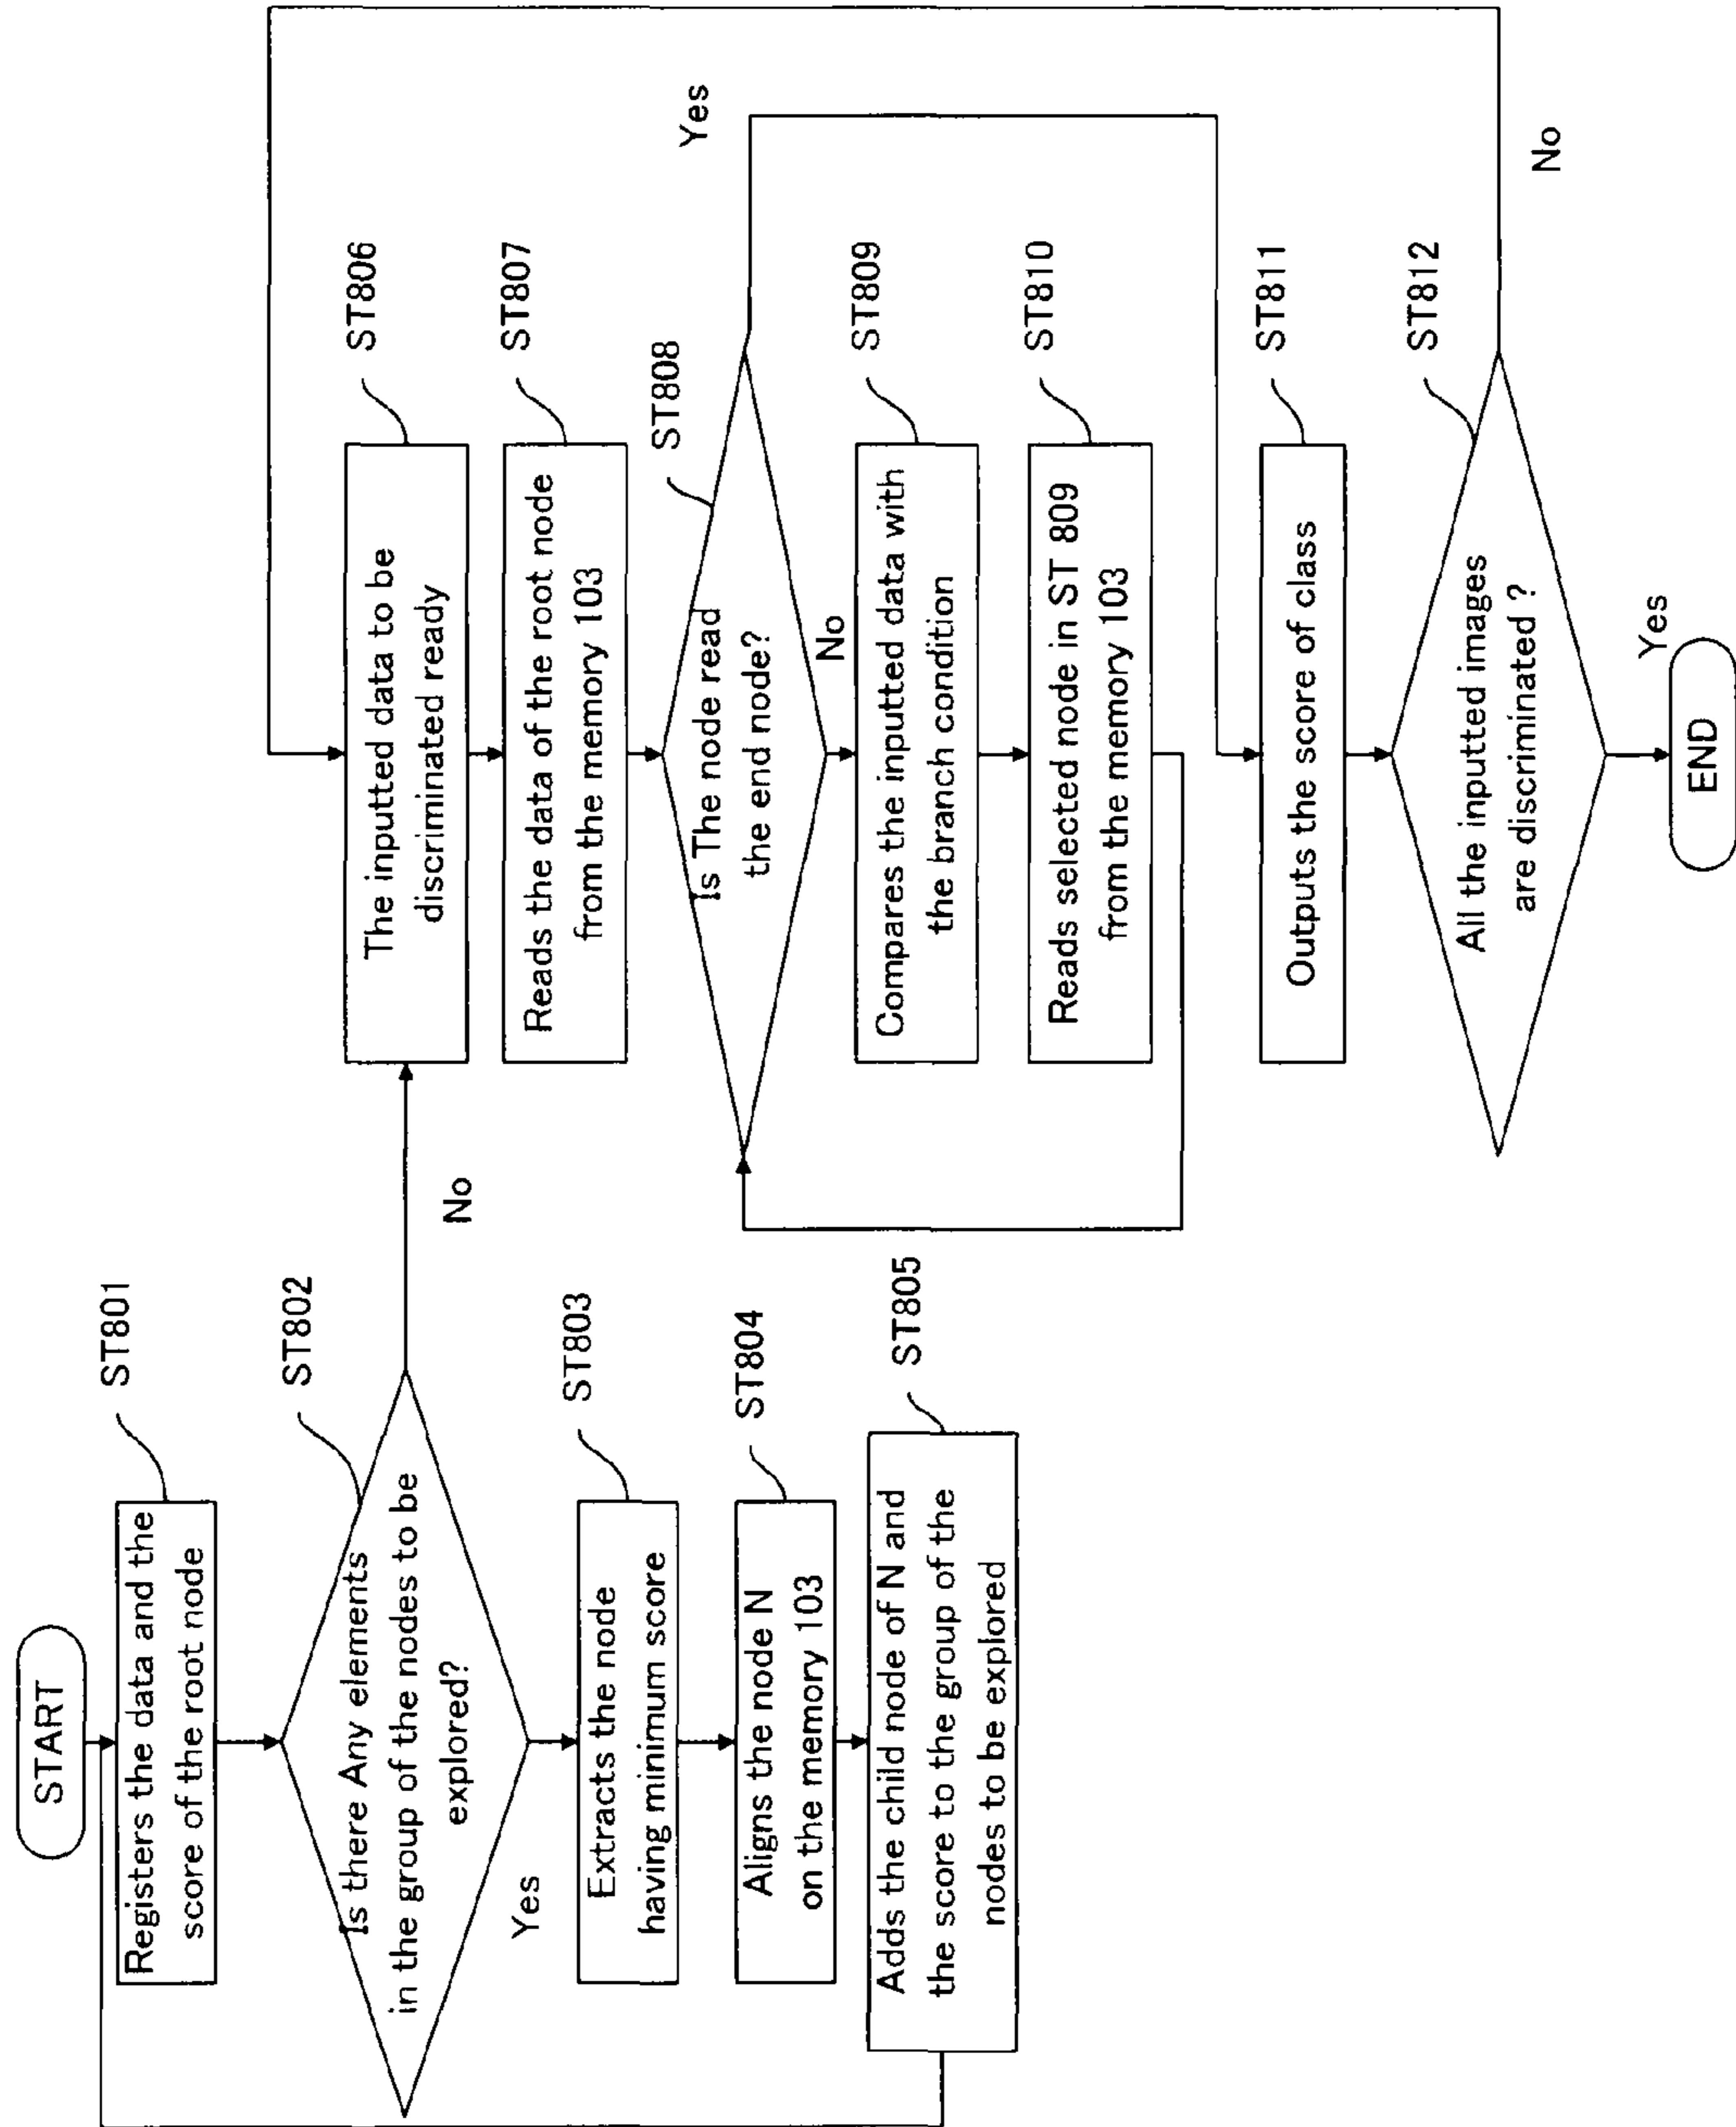 START
ST801
Registers the data and the
score of the root node
ST802
Is there Any elements
in the group of the nodes to be
explored?
No
Yes
ST803
Extracts the node
having minimum score
ST804
Aligns the node N
on the memory 103
ST805
Adds the child node of N and
the score to the group of the
nodes to be explored
ST806
The inputted data to be
discriminated ready
ST807
Reads the data of the root node
from the memory 103
ST808
Is The node read
the end node?
Yes
No
ST809
Compares the inputted data with
the branch condition
ST810
Reads selected node in ST 809
from the memory 103
ST811
Outputs the score of class
ST812
All the inputted images
are discriminated ?
No
Yes
END